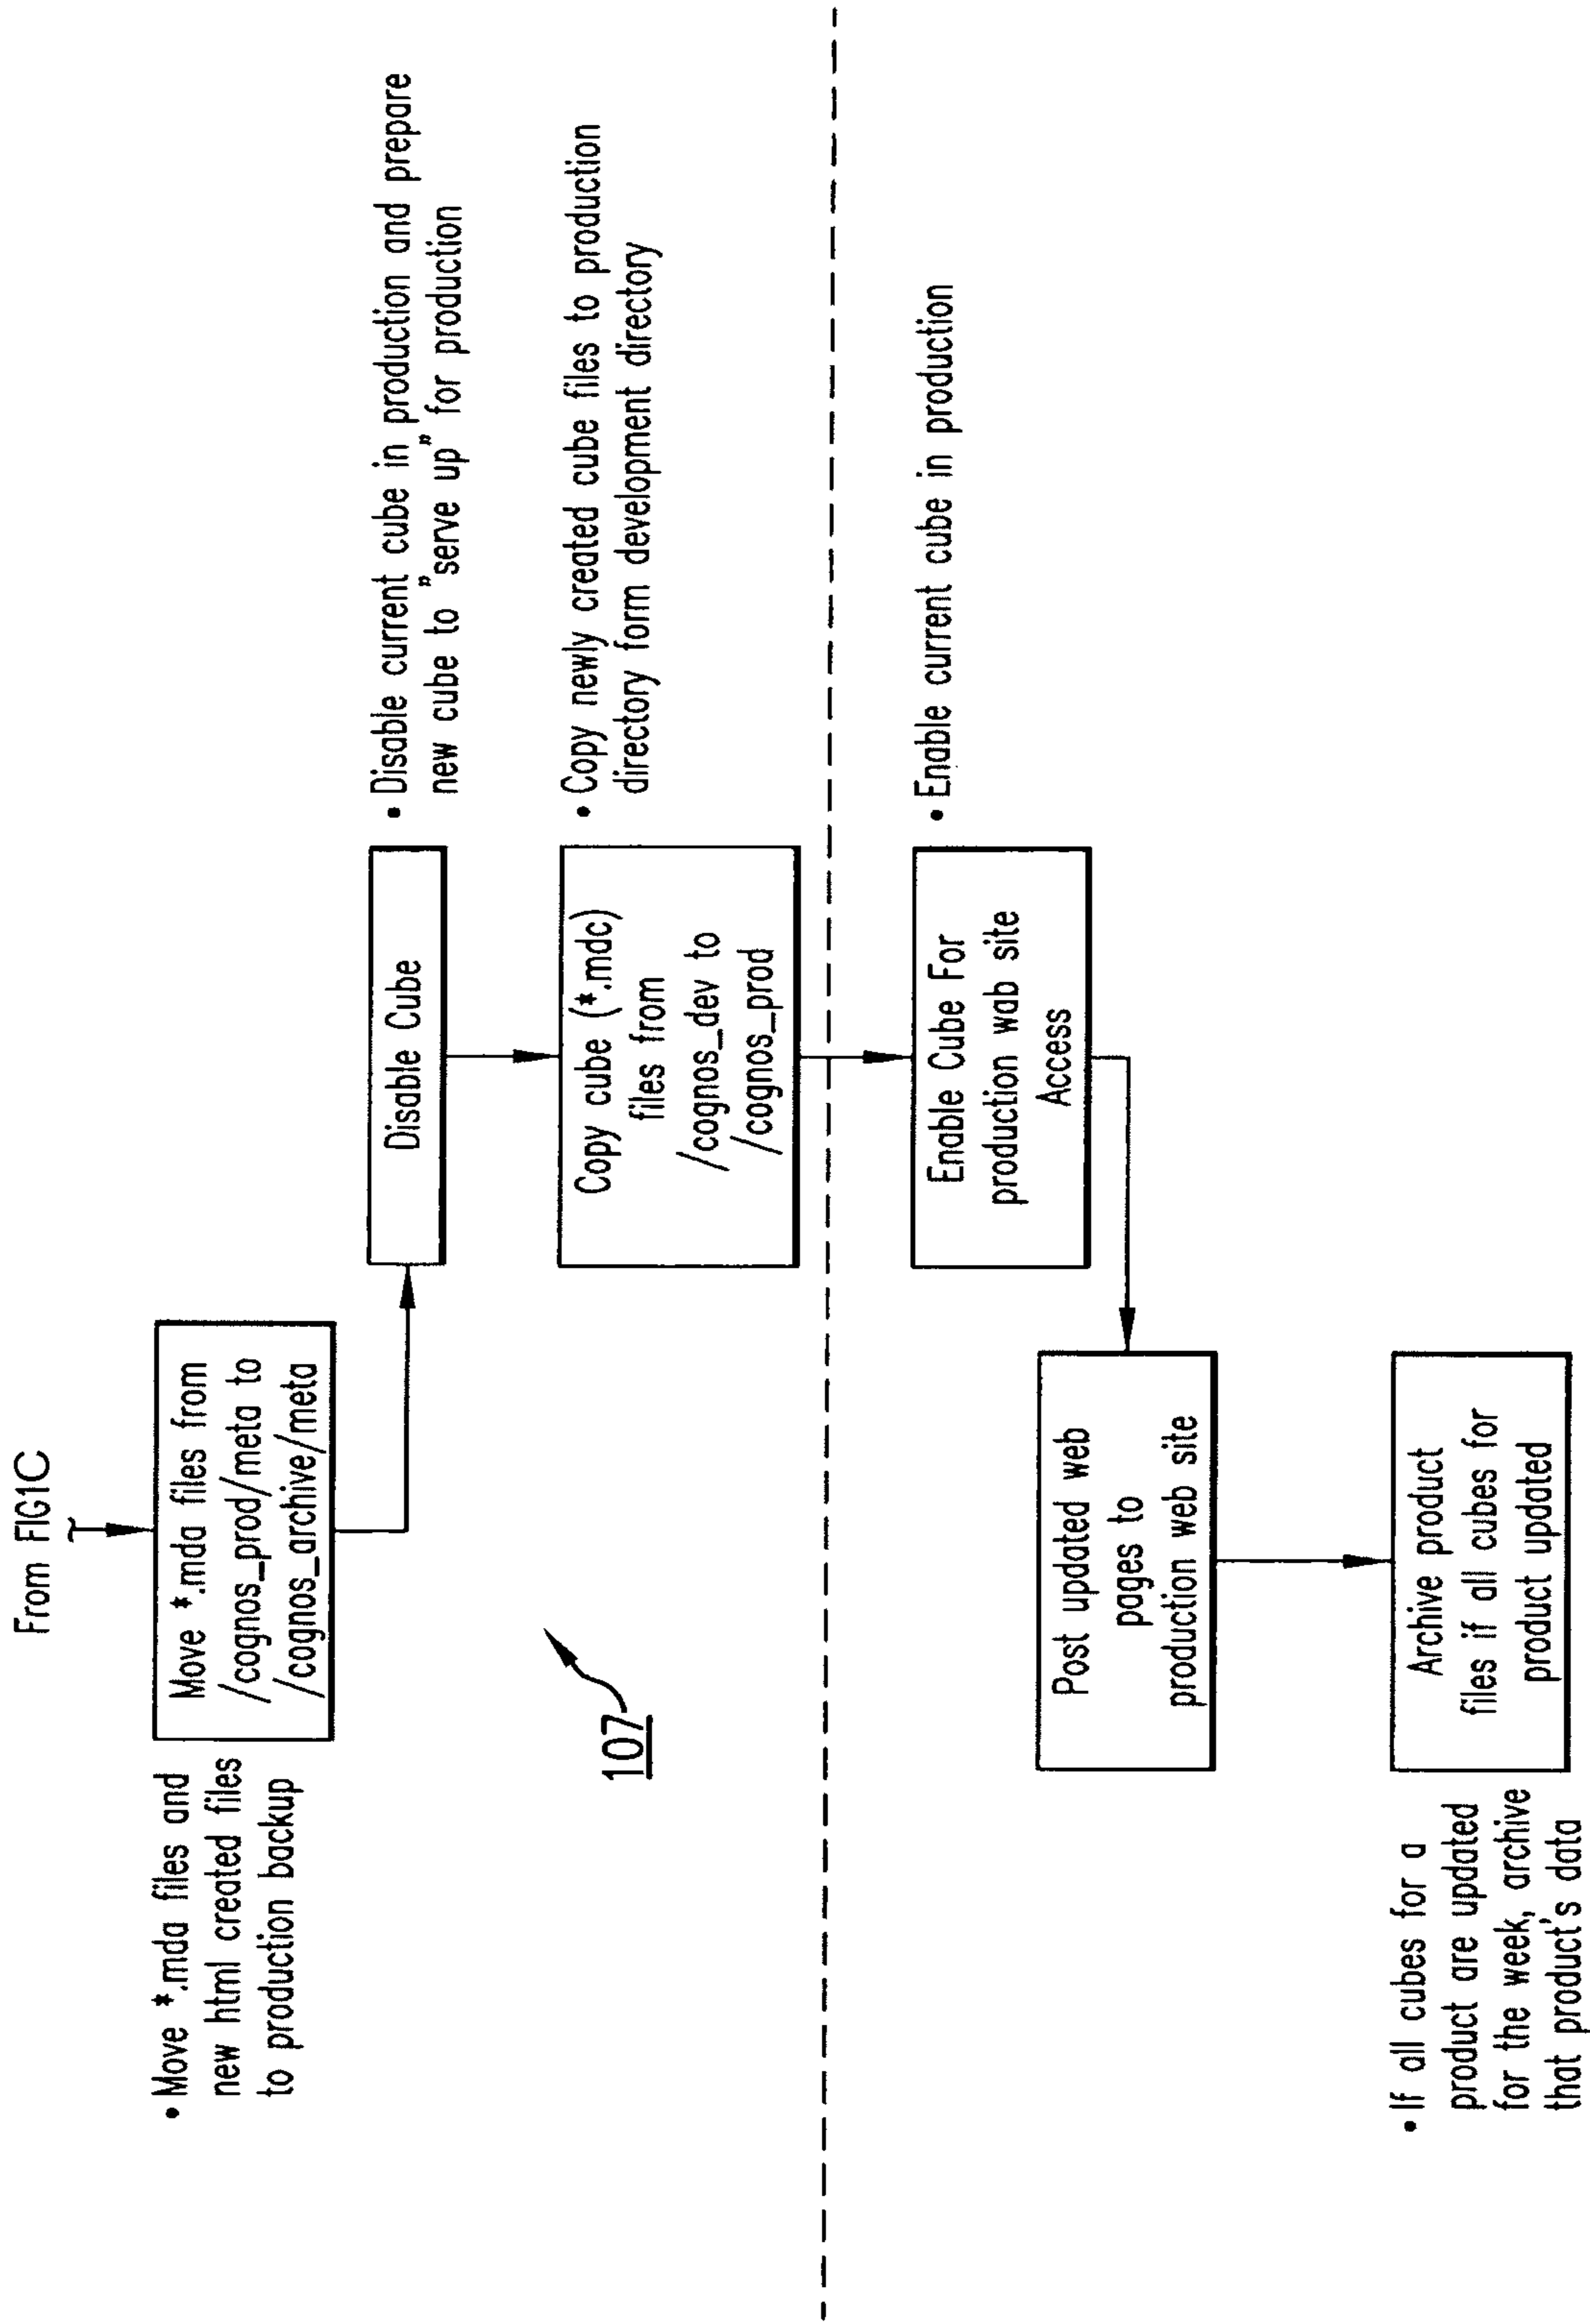 From FIG1C
• Move *.mda files and
new html created files
to production backup
Move *.mda files from
/cognos_prod/meta to
/cognos_archive/meta
Disable Cube
• Disable current cube in production and prepare
new cube to "serve up" for production
Copy cube (*.mdc)
files from
/cognos_dev to
/cognos_prod
• Copy newly created cube files to production
directory form development directory
107
Enable Cube For
production wab site
Access
• Enable current cube in production
Post updated web
pages to
production web site
• If all cubes for a
product are updated
for the week, archive
that product's data
Archive product
files if all cubes for
product updated